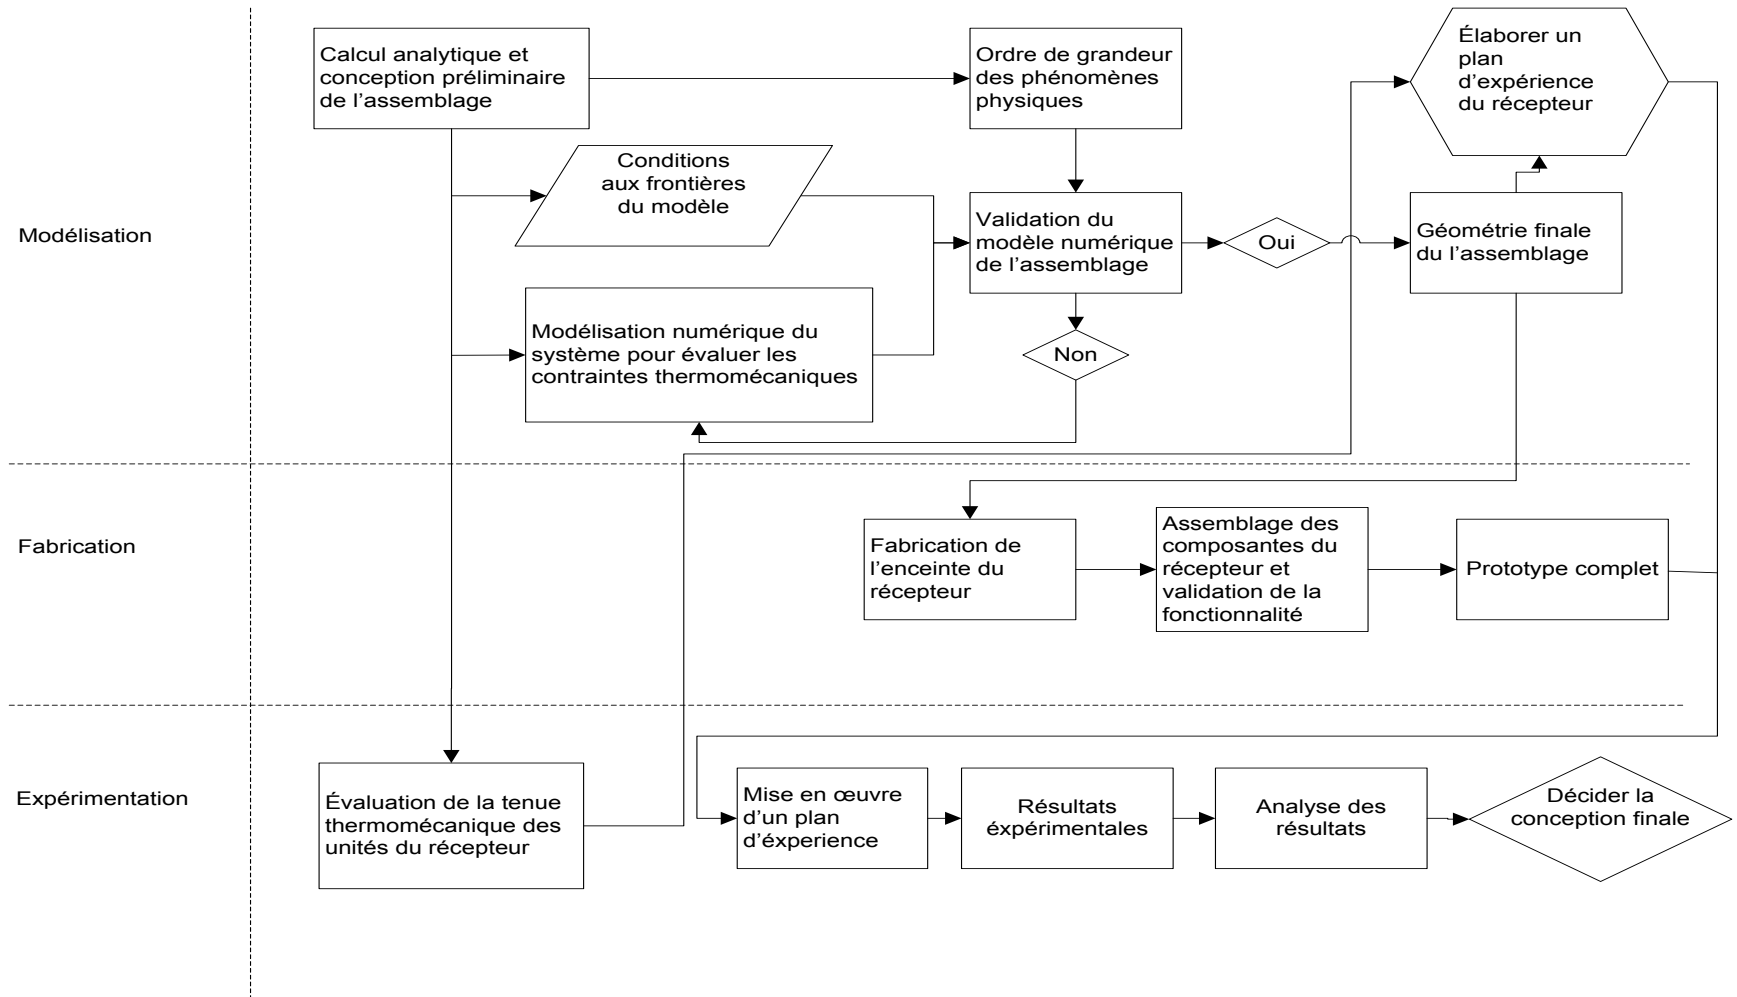 Calcul analytique et
conception préliminaire
de l'assemblage
Ordre de grandeur
des phénomènes
physiques
Élaborer un
plan
d'expérience
du récepteur
Conditions
aux frontières
du modèle
Modélisation
Validation du
modèle numérique
de l'assemblage
Oui
Géométrie finale
du l'assemblage
Modélisation numérique du
système pour évaluer les
contraintes thermomécaniques
Non
Fabrication
Fabrication de
l'enceinte du
récepteur
Assemblage des
composantes du
récepteur et
validation de la
fonctionnalité
Prototype complet
Expérimentation
Évaluation de la tenue
thermomécanique des
unités du récepteur
Mise en œuvre
d'un plan
d'éxperience
Résultats
éxpérimentales
Analyse des
résultats
Décider la
conception finale